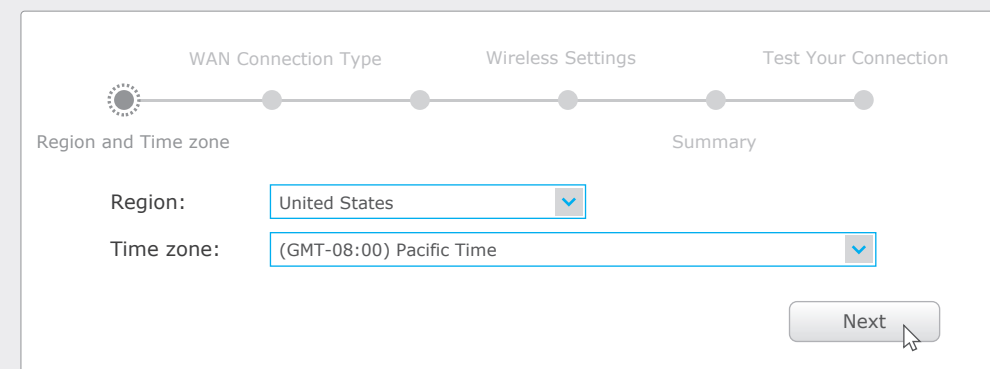 WAN Connection Type
Wireless Settings
Test Your Connection
Region and Time zone
Summary
Region:
United States
Time zone:
(GMT-08:00) Pacific Time
Next